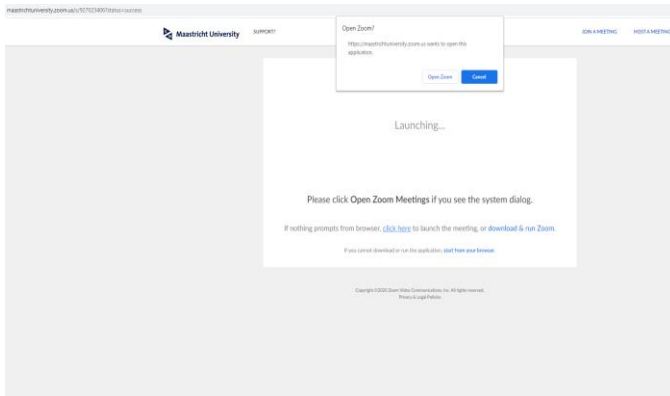 Maastricht University
SUPPORT?
Open Zoom?
https://maastrichtuniversity.zoom.us wants to open this
application.
Open Zoom
Cancel
JOIN A MEETING
HOST A MEETING
Launching...
Please click Open Zoom Meetings if you see the system dialog.
If nothing prompts from browser, click here to launch the meeting, or download & run Zoom.
If you cannot download or run the application, start from your browser.
Copyright ©2020 Zoom Video Communications, Inc. All rights reserved.
Privacy & Legal Policies